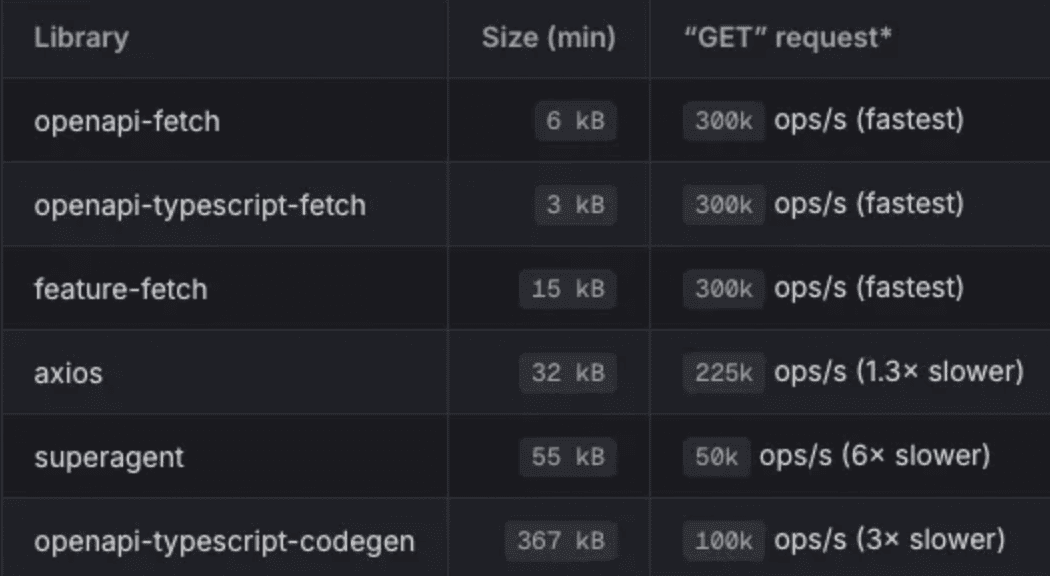 Library Size (min) “GET” request*
openapi-fetch 6 kB 300k ops/s (fastest)
openapi-typescript-fetch 3 kB 300k ops/s (fastest)
feature-fetch 15 kB 300k ops/s (fastest)
axios 32 kB 225k ops/s (1.3× slower)
superagent 55 kB 50k ops/s (6× slower)
openapi-typescript-codegen 367 kB 100k ops/s (3× slower)